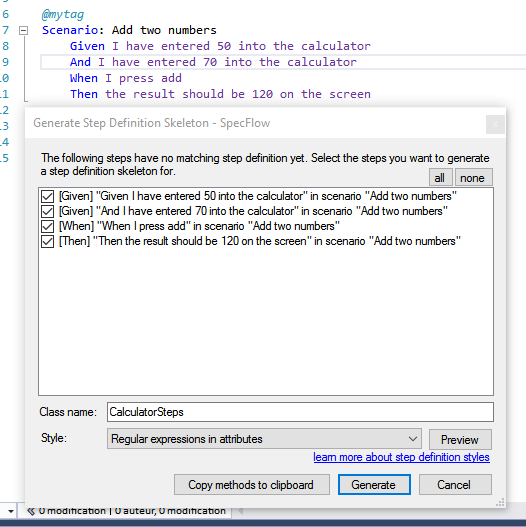 6 @mytag
7 Scenario: Add two numbers
8 Given I have entered 50 into the calculator
9 And I have entered 70 into the calculator
10 When I press add
11 Then the result should be 120 on the screen
12
13
14
15
Generate Step Definition Skeleton - SpecFlow
The following steps have no matching step definition yet. Select the steps you want to generate
a step definition skeleton for.
all none
[Given] "Given I have entered 50 into the calculator" in scenario "Add two numbers"
[Given] "And I have entered 70 into the calculator" in scenario "Add two numbers"
[When] "When I press add" in scenario "Add two numbers"
[Then] "Then the result should be 120 on the screen" in scenario "Add two numbers"
Class name: CalculatorSteps
Style: Regular expressions in attributes Preview
learn more about step definition styles
Copy methods to clipboard Generate Cancel
0 modification | 0 auteur, 0 modification